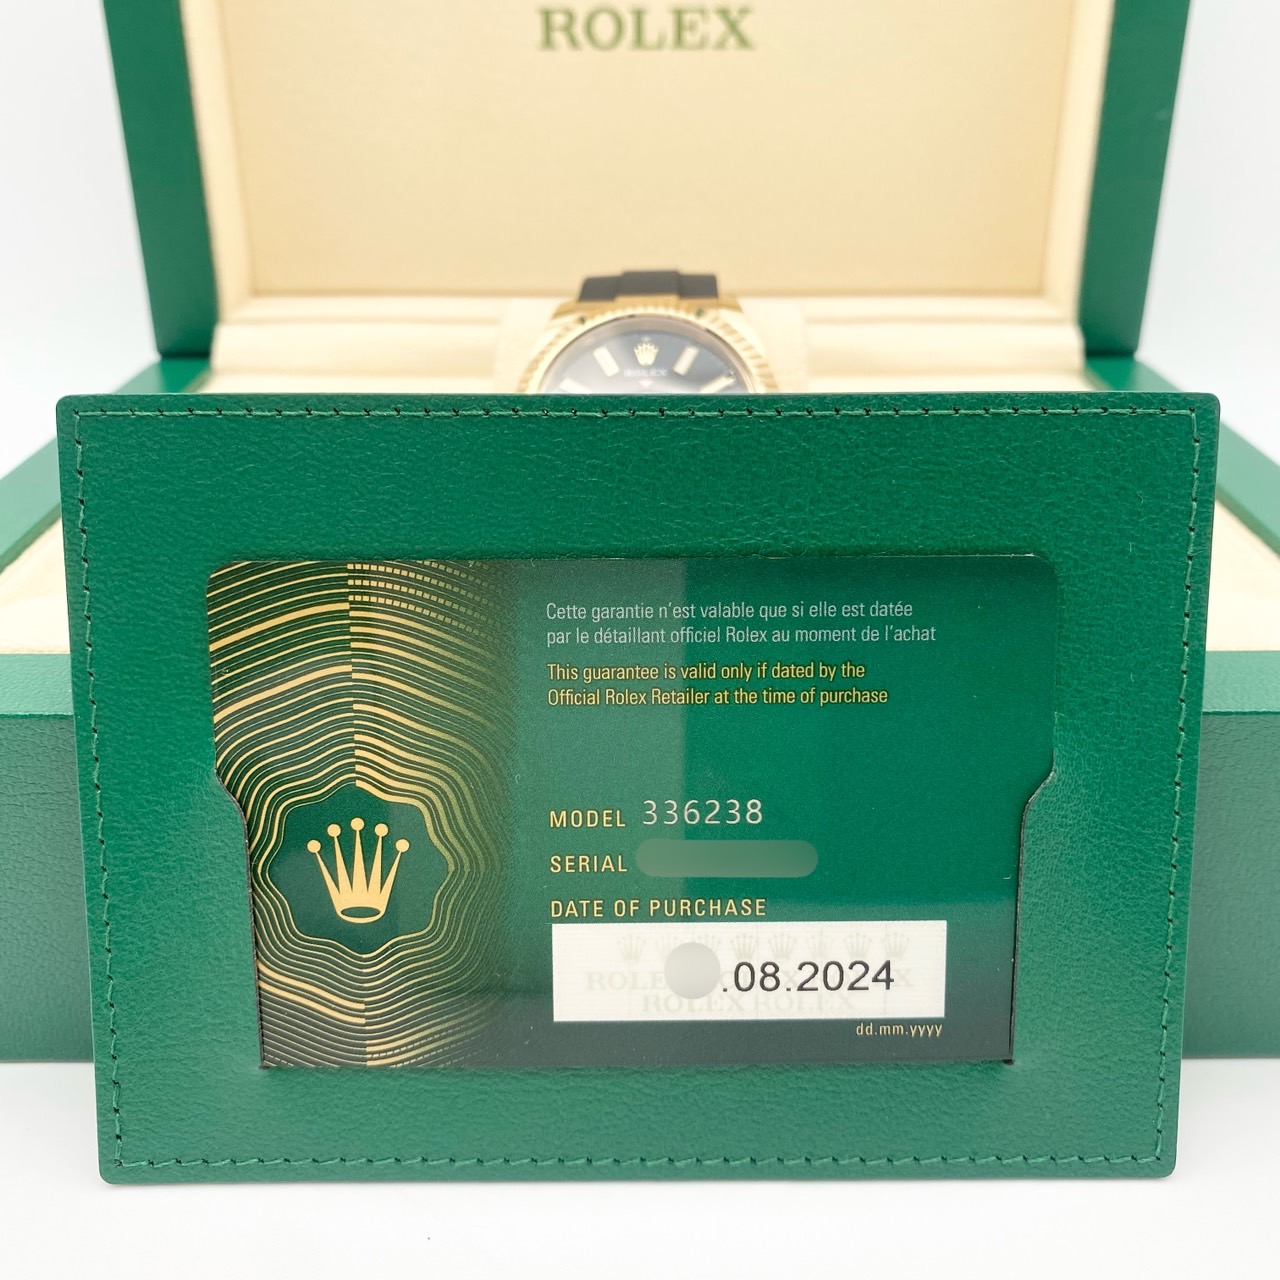 ROLEX
ROLEX
Cette garantie n'est valable que si elle est datée
par le détaillant officiel Rolex au moment de l'achat
This guarantee is valid only if dated by the
Official Rolex Retailer at the time of purchase
MODEL 336238
SERIAL
DATE OF PURCHASE
.08.2024
ROLEX ROLEX
dd.mm.yyyy